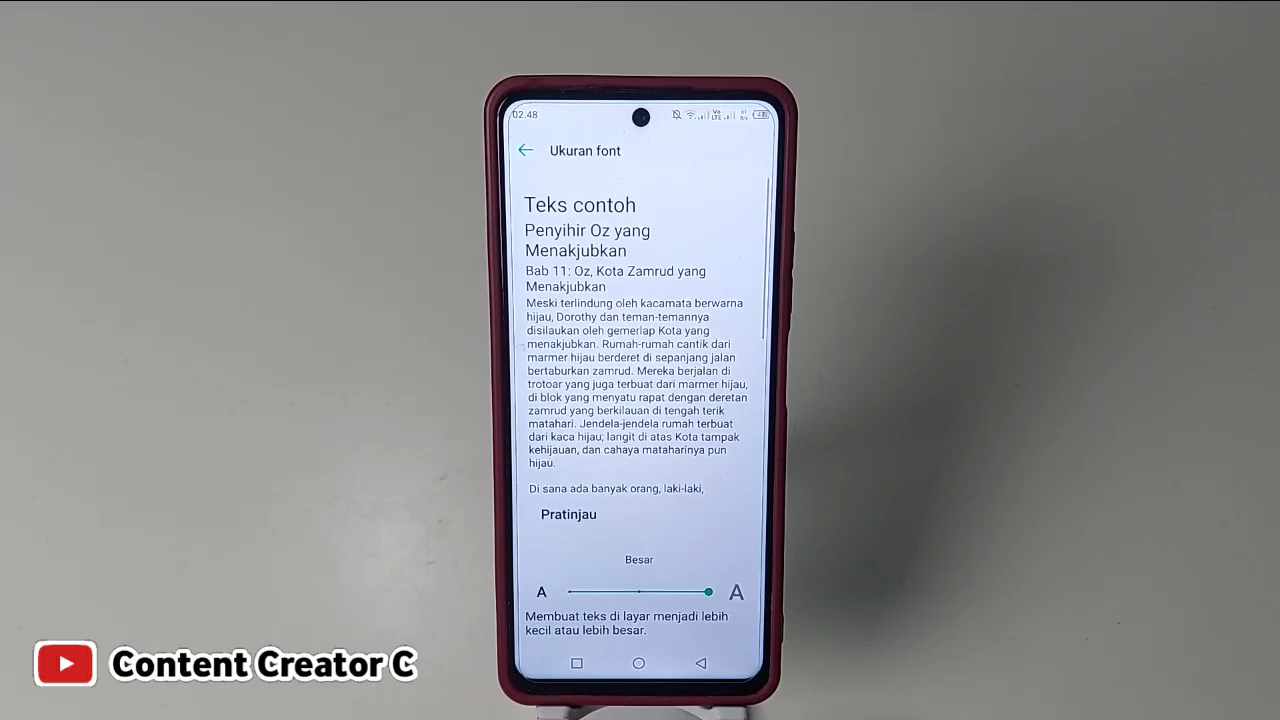 02.48
Ukuran font
Teks contoh
Penyihir Oz yang
Menakjubkan
Bab 11: Oz, Kota Zamrud yang
Menakjubkan
Meski terlindung oleh kacamata berwarna
hijau, Dorothy dan teman-temannya
disilaukan oleh gemerlap Kota yang
menakjubkan. Rumah-rumah cantik dari
marmer hijau berderet di sepanjang jalan
bertaburkan zamrud. Mereka berjalan di
trotoar yang juga terbuat dari marmer hijau,
di blok yang menyatu rapat dengan deretan
zamrud yang berkilauan di tengah terik
matahari. Jendela-jendela rumah terbuat
dari kaca hijau; langit di atas Kota tampak
kehijauan, dan cahaya mataharinya pun
hijau.
Di sana ada banyak orang, laki-laki,
Pratinjau
Besar
A A
Membuat teks di layar menjadi lebih
kecil atau lebih besar.
Content Creator C